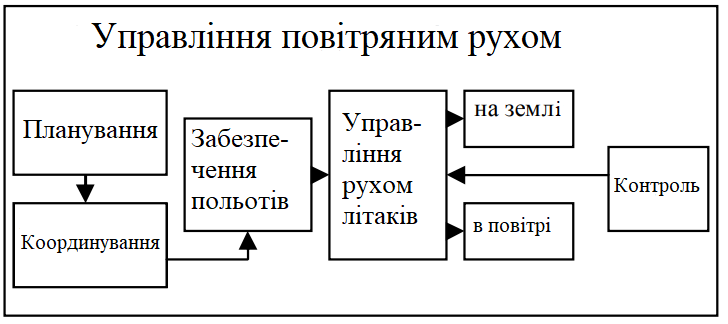 Управління повітряним рухом
Планування
Координування
Забезпе-
чення
польотів
Управ-
ління
рухом
літаків
на землі
в повітрі
Контроль